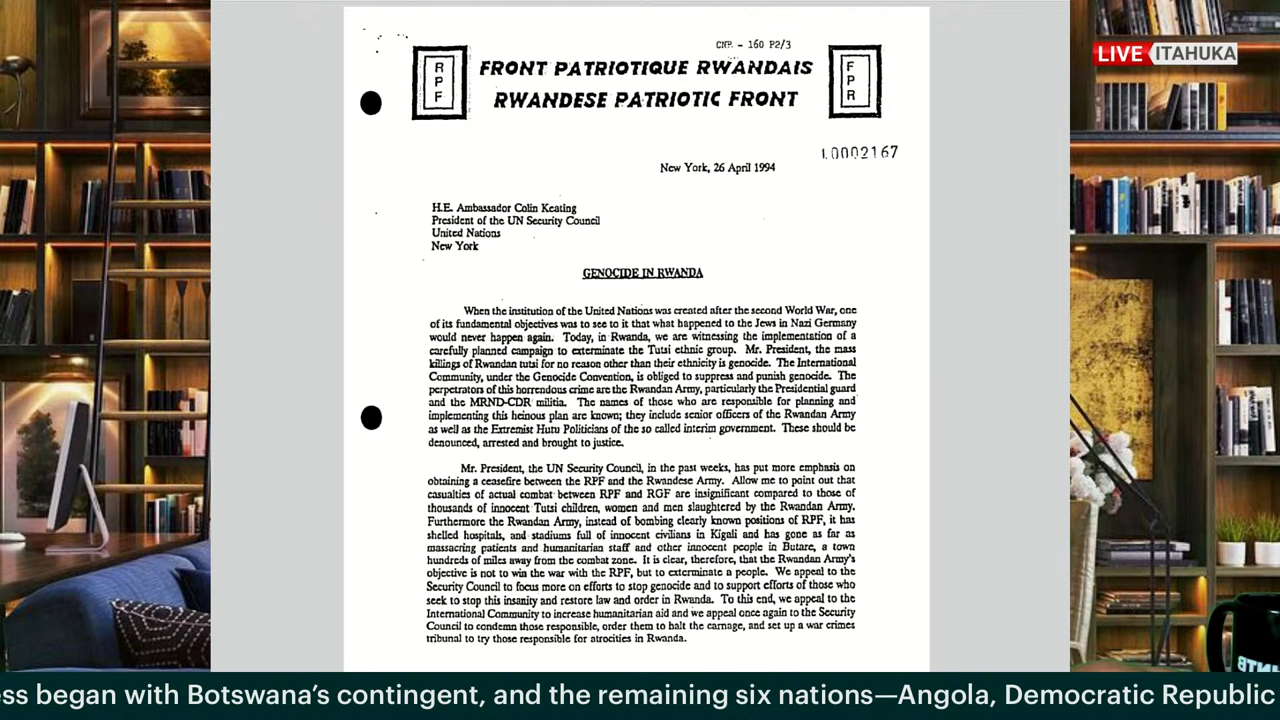 CNP. - 160 P2/3
RPF
FRONT PATRIOTIQUE RWANDAIS
RWANDESE PATRIOTIC FRONT
FPR
L0002167
New York, 26 April 1994
H.E. Ambassador Colin Keating
President of the UN Security Council
United Nations
New York
GENOCIDE IN RWANDA
When the institution of the United Nations was created after the second World War, one
of its fundamental objectives was to see to it that what happened to the Jews in Nazi Germany
would never happen again. Today, in Rwanda, we are witnessing the implementation of a
carefully planned campaign to exterminate the Tutsi ethnic group. Mr. President, the mass
killings of Rwandan tutsi for no reason other than their ethnicity is genocide. The International
Community, under the Genocide Convention, is obliged to suppress and punish genocide. The
perpetrators of this horrendous crime are the Rwandan Army, particularly the Presidential guard
and the MRND-CDR militia. The names of those who are responsible for planning and
implementing this heinous plan are known; they include senior officers of the Rwandan Army
as well as the Extremist Hutu Politicians of the so called interim government. These should be
denounced, arrested and brought to justice.
Mr. President, the UN Security Council, in the past weeks, has put more emphasis on
obtaining a ceasefire between the RPF and the Rwandese Army. Allow me to point out that
casualties of actual combat between RPF and RGF are insignificant compared to those of
thousands of innocent Tutsi children, women and men slaughtered by the Rwandan Army.
Furthermore the Rwandan Army, instead of bombing clearly known positions of RPF, it has
shelled hospitals, and stadiums full of innocent civilians in Kigali and has gone as far as
massacring patients and humanitarian staff and other innocent people in Butare, a town
hundreds of miles away from the combat zone. It is clear, therefore, that the Rwandan Army's
objective is not to win the war with the RPF, but to exterminate a people. We appeal to the
Security Council to focus more on efforts to stop genocide and to support efforts of those who
seek to stop this insanity and restore law and order in Rwanda. To this end, we appeal to the
International Community to increase humanitarian aid and we appeal once again to the Security
Council to condemn those responsible, order them to halt the carnage, and set up a war crimes
tribunal to try those responsible for atrocities in Rwanda.
LIVE ITAHUKA
ess began with Botswana's contingent, and the remaining six nations—Angola, Democratic Republic